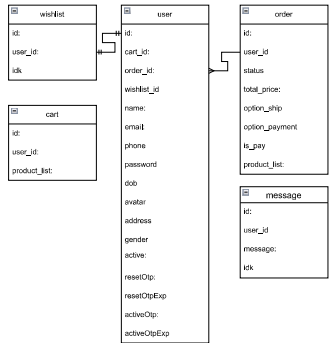 wishlist
id:
user_id:
idk
cart
id:
user_id:
product_list:
user
id:
cart_id:
order_id:
wishlist_id
name:
email
phone
password
dob
avatar
address
gender
active:
resetOtp:
resetOtpExp
activeOtp:
activeOtpExp
order
id:
user_id
status
total_price:
option_ship
option_payment
is_pay
product_list:
message
id:
user_id
message:
idk